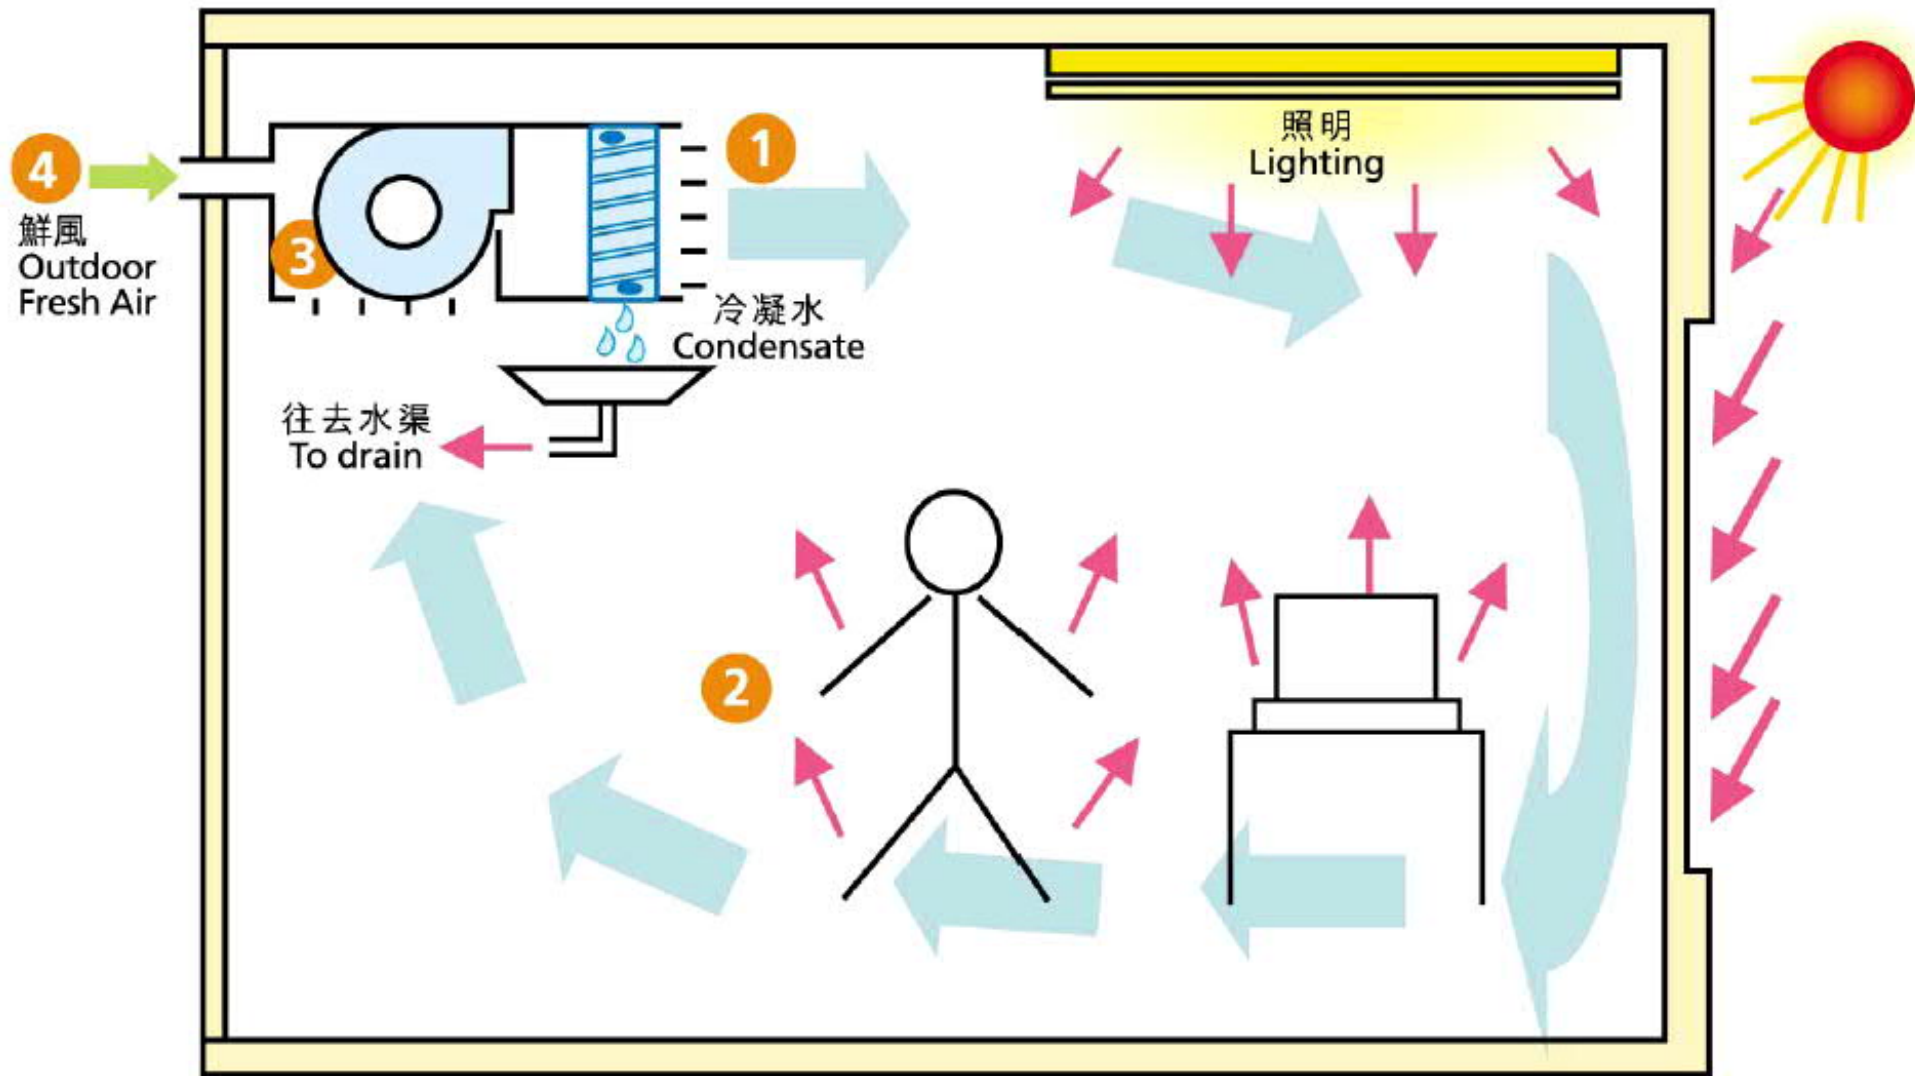 4
鮮風
Outdoor
Fresh Air
3
1
冷凝水
Condensate
往去水渠
To drain
照明
Lighting
2